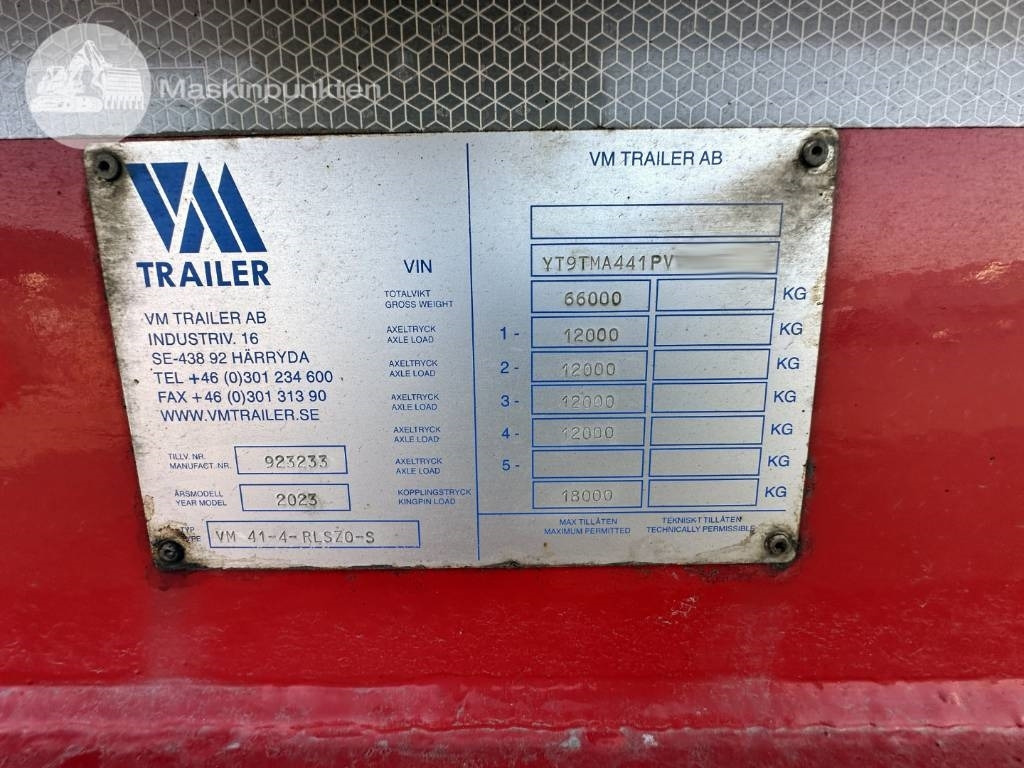 Maskinpunkten
VM
TRAILER
VM TRAILER AB
INDUSTRIV. 16
SE-438 92 HÄRRYDA
TEL +46 (0)301 234 600
FAX +46 (0)301 313 90
WWW.VMTRAILER.SE
TILLV. NR.
MANUFACT. NR. 923233
ÅRSMODELL
YEAR MODEL 2023
TYP
TYPE VM 41-4-RLSZO-S
VM TRAILER AB
VIN YT9TMA441PV
TOTALVIKT
GROSS WEIGHT 66000 KG
AXELTRYCK
AXLE LOAD 1- 12000 KG
AXELTRYCK
AXLE LOAD 2- 12000 KG
AXELTRYCK
AXLE LOAD 3- 12000 KG
AXELTRYCK
AXLE LOAD 4- 12000 KG
AXELTRYCK
AXLE LOAD 5- KG
KOPPLINGSTRYCK
KINGPIN LOAD 18000 KG
MAX TILLÅTEN
MAXIMUM PERMITTED
TEKNISKT TILLÅTEN
TECHNICALLY PERMISSIBLE